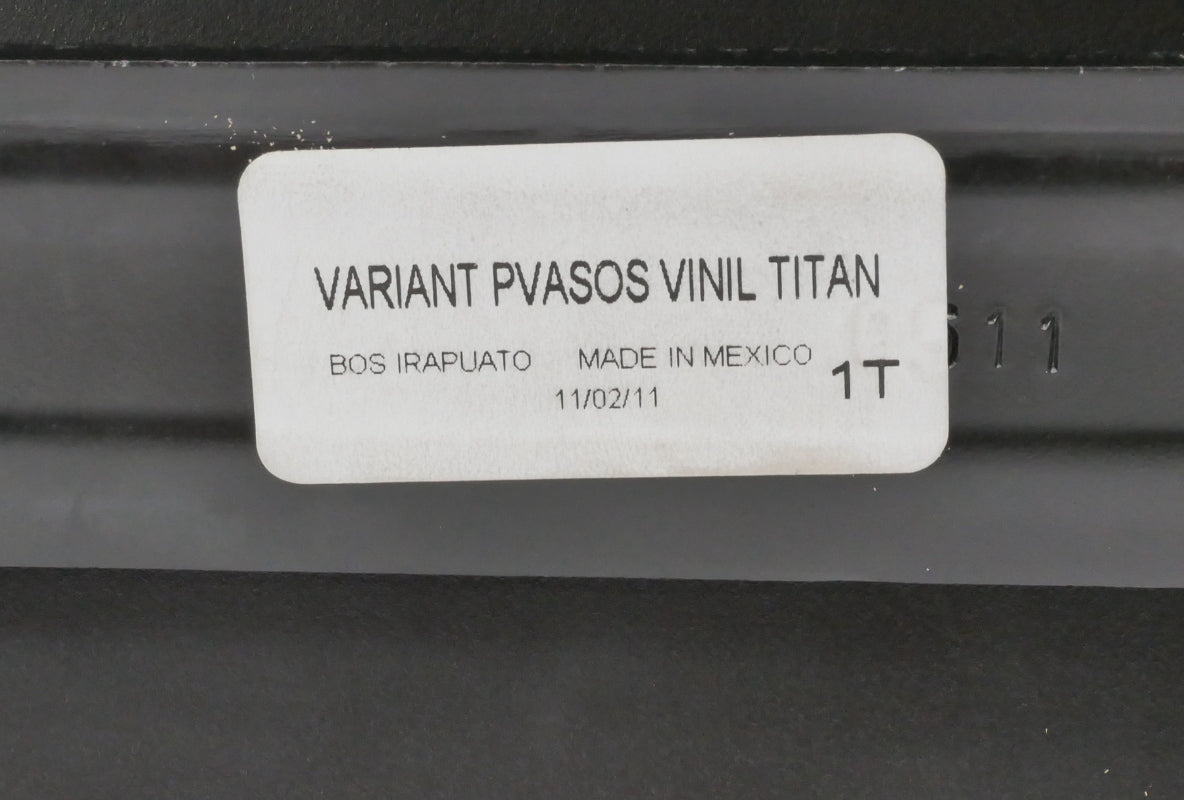 VARIANT PVASOS VINIL TITAN
BOS IRAPUATO MADE IN MEXICO
11/02/11
1T